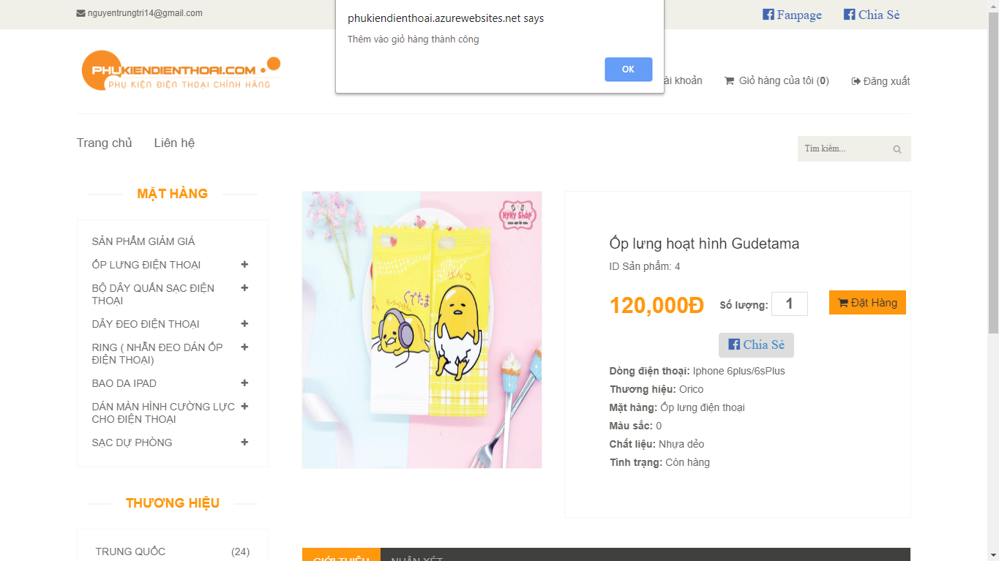 nguyentrungtri14@gmail.com
phukiendienthoai.azurewebsites.net says
Thêm vào giỏ hàng thành công
OK
Fanpage
Chia Sẻ
PHUKIENDIENTHOAI.COM
PHỤ KIỆN ĐIỆN THOẠI CHÍNH HÃNG
ài khoản
Giỏ hàng của tôi (0)
Đăng xuất
Trang chủ
Liên hệ
Tìm kiếm...
MẶT HÀNG
SẢN PHẨM GIẢM GIÁ
ỐP LƯNG ĐIỆN THOẠI
BỘ DÂY QUẤN SẠC ĐIỆN
THOẠI
DÂY ĐEO ĐIỆN THOẠI
RING ( NHẪN ĐEO DÁN ỐP
ĐIỆN THOẠI)
BAO DA IPAD
DÁN MÀN HÌNH CƯỜNG LỰC
CHO ĐIỆN THOẠI
SẠC DỰ PHÒNG
THƯƠNG HIỆU
TRUNG QUỐC (24)
KyHy Shop
ぐでたま
Ốp lưng hoạt hình Gudetama
ID Sản phẩm: 4
120,000Đ
Số lượng: 1
Đặt Hàng
Chia Sẻ
Dòng điện thoại: Iphone 6plus/6sPlus
Thương hiệu: Orico
Mặt hàng: Ốp lưng điện thoại
Màu sắc: 0
Chất liệu: Nhựa dẻo
Tình trạng: Còn hàng
GIỚI THIỆU
NHẬN XÉT